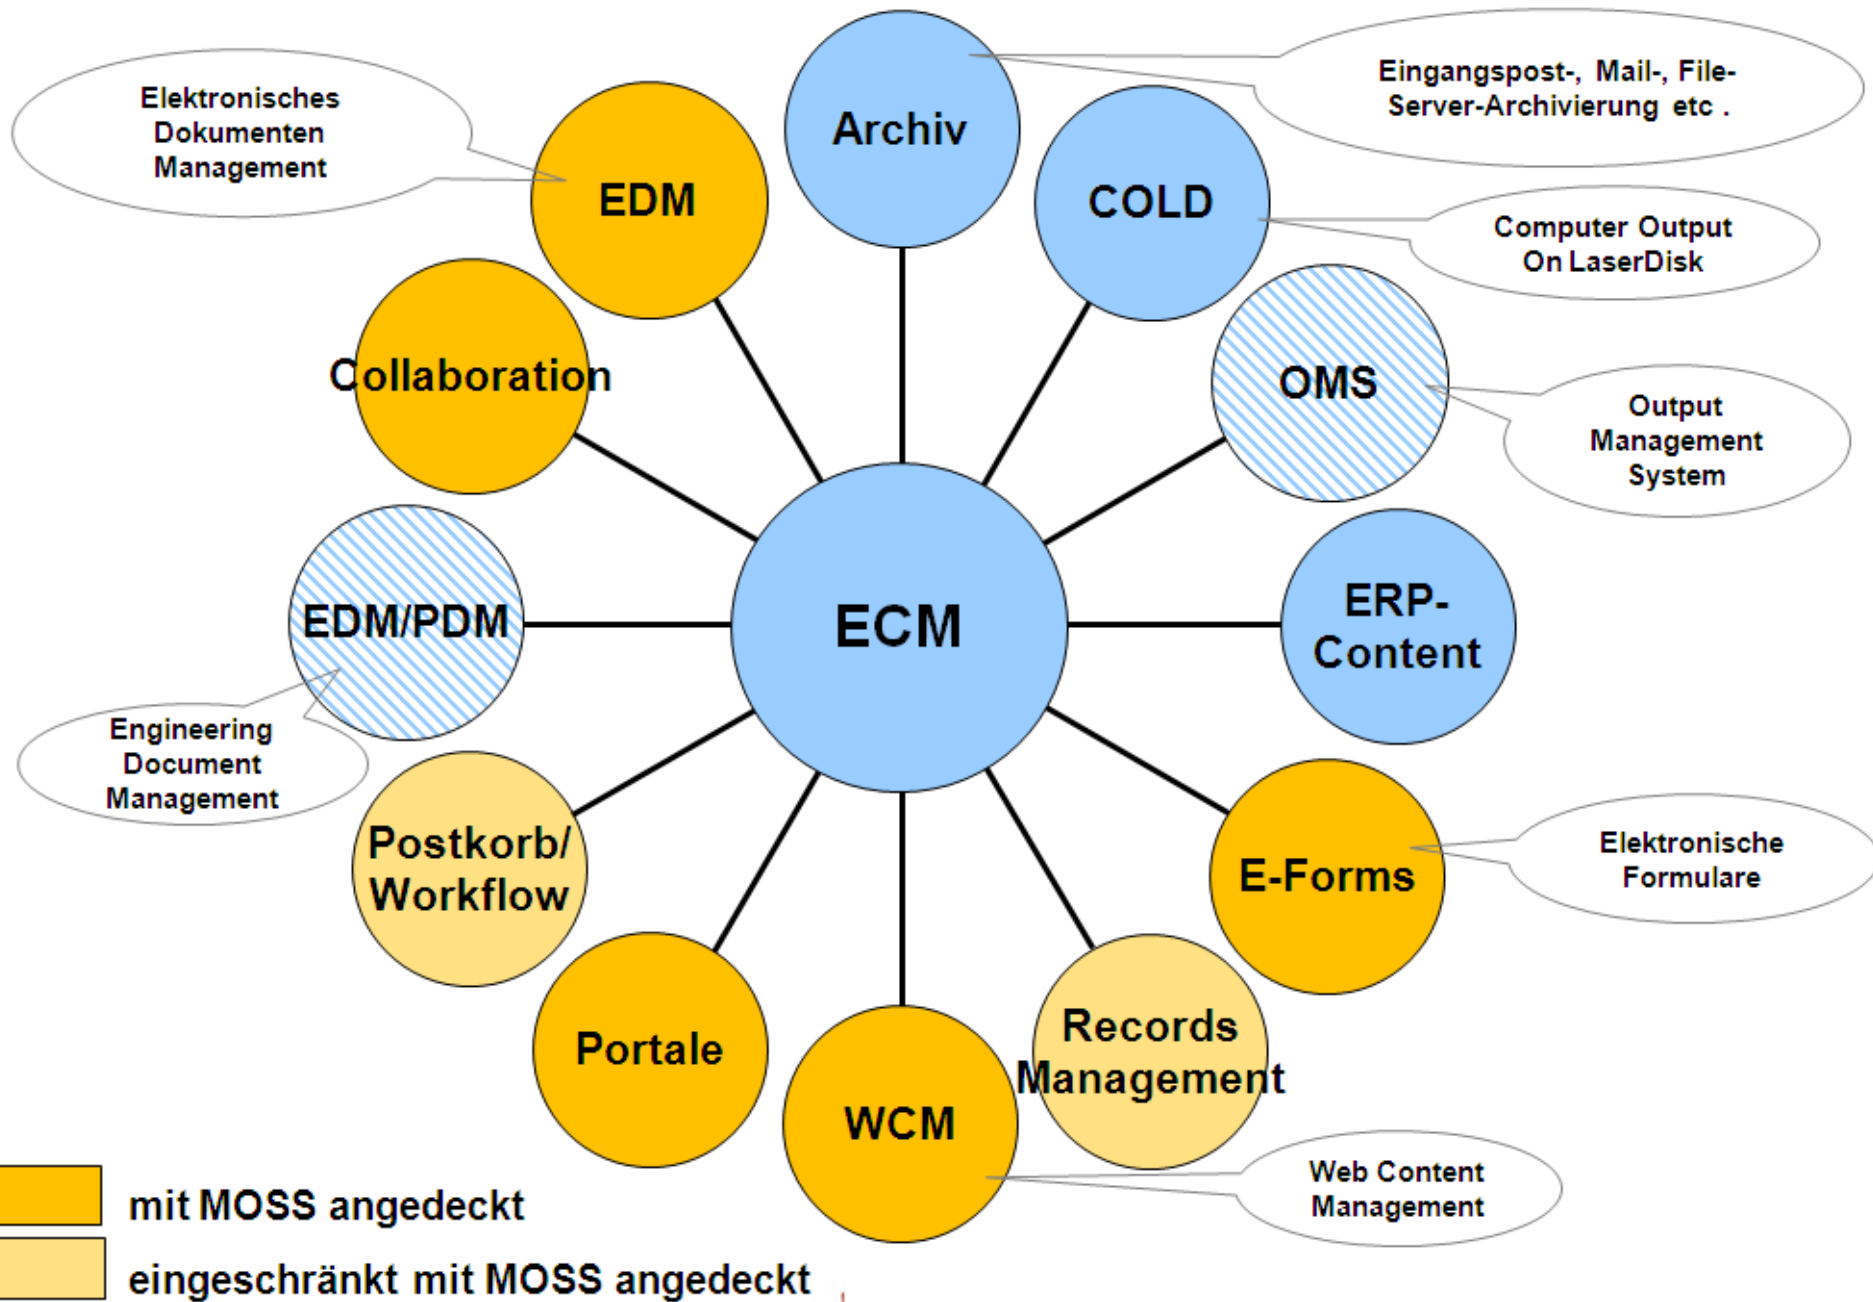 Elektronisches
Dokumenten
Management
EDM
Archiv
Eingangspost-, Mail-, File-
Server-Archivierung etc .
COLD
Computer Output
On LaserDisk
Collaboration
OMS
Output
Management
System
EDM/PDM
ECM
ERP-
Content
Engineering
Document
Management
Postkorb/
Workflow
E-Forms
Elektronische
Formulare
Portale
WCM
Records
Management
Web Content
Management
mit MOSS angedeckt
eingeschränkt mit MOSS angedeckt